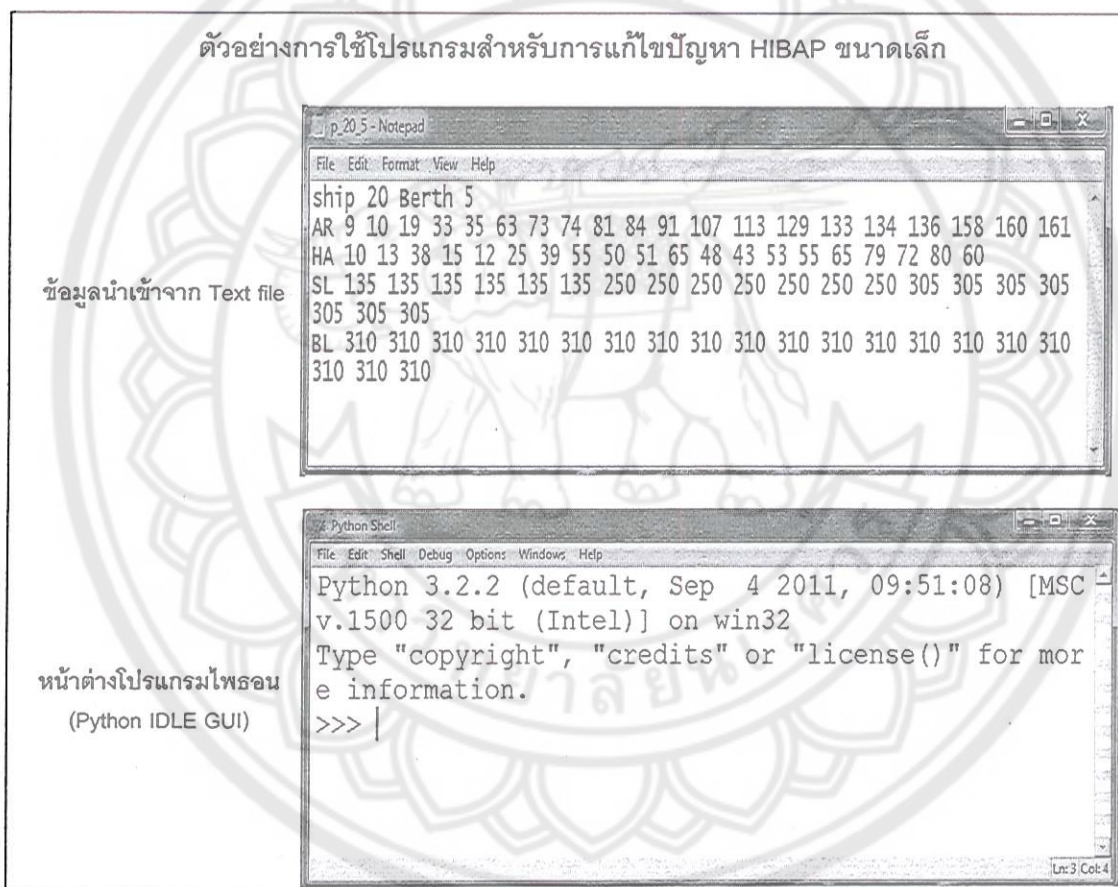 ตัวอย่างการใช้โปรแกรมสำหรับการแก้ไขปัญหา HIBAP ขนาดเล็ก
p_20_5 - Notepad
File Edit Format View Help
ship 20 Berth 5
AR 9 10 19 33 35 63 73 74 81 84 91 107 113 129 133 134 136 158 160 161
HA 10 13 38 15 12 25 39 55 50 51 65 48 43 53 55 65 79 72 80 60
SL 135 135 135 135 135 135 250 250 250 250 250 250 250 305 305 305 305
305 305 305
BL 310 310 310 310 310 310 310 310 310 310 310 310 310 310 310 310 310
310 310 310
ข้อมูลนำเข้าจาก Text file
Python Shell
File Edit Shell Debug Options Windows Help
Python 3.2.2 (default, Sep 4 2011, 09:51:08) [MSC
v.1500 32 bit (Intel)] on win32
Type "copyright", "credits" or "license()" for mor
e information.
>>>
หน้าต่างโปรแกรมไพธอน
(Python IDLE GUI)
Ln: 3 Col: 4